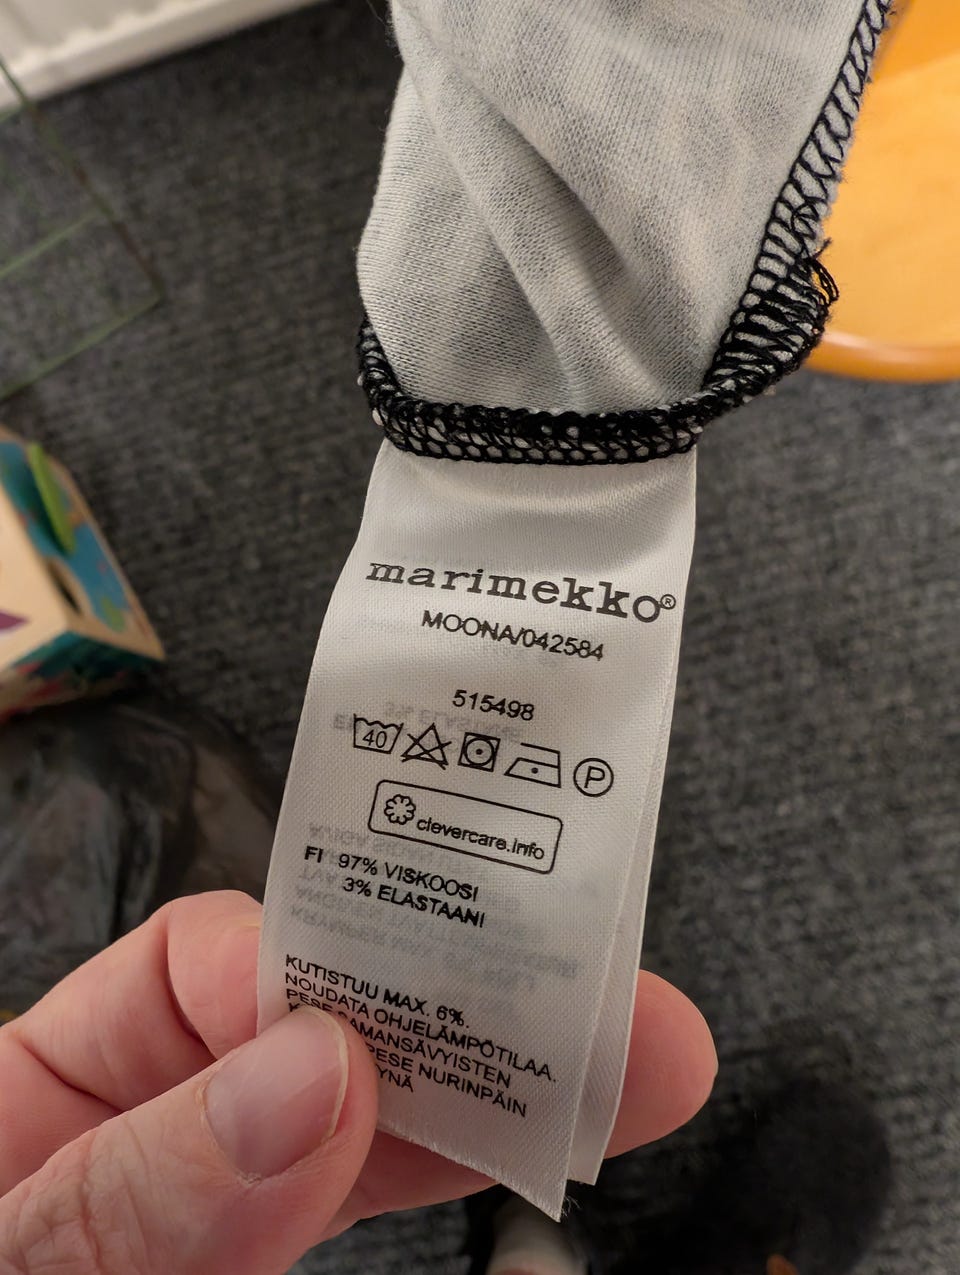 marimekko®
MOONA/042584
515498
40
P
clevercare.info
FI 97% VISKOOSI
3% ELASTAANI
KUTISTUU MAX. 6%.
NOUDATA OHJELÄMPÖTILAA.
PESE SAMANSÄVYISTEN
PESE NURINPÄIN